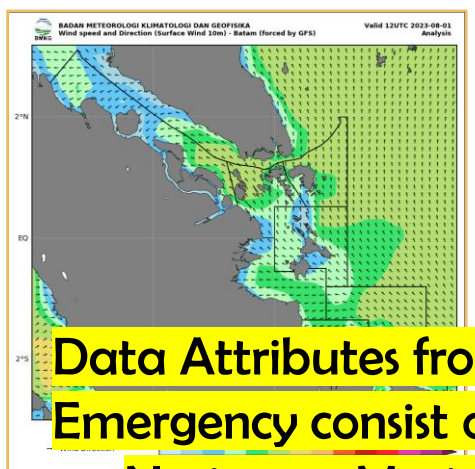 BADAN METEOROLOGI KLIMATOLOGI DAN GEOFISIKA
Valid 12UTC 2023-08-01
Wind speed and Direction (Surface Wind 10m) - Batam (forced by GFS)
Analysis
BMKG
2°N
EQ
2°S
Data Attributes fro
Emergency consist